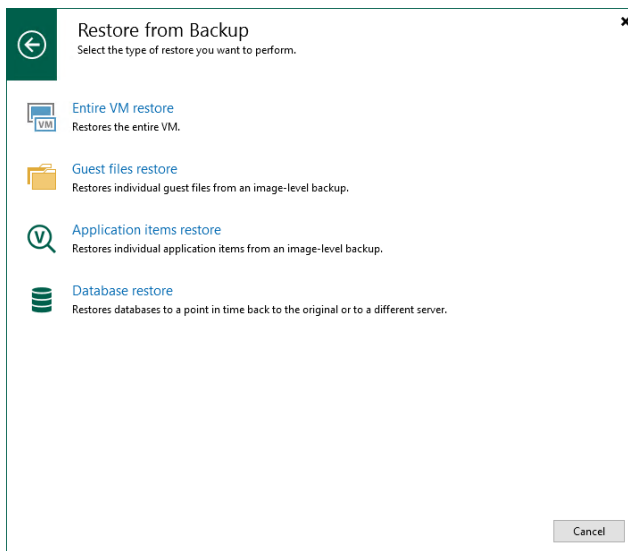 Restore from Backup
Select the type of restore you want to perform.
Entire VM restore
VM
Restores the entire VM.
Guest files restore
Restores individual guest files from an image-level backup.
Application items restore
V
Restores individual application items from an image-level backup.
Database restore
Restores databases to a point in time back to the original or to a different server.
Cancel